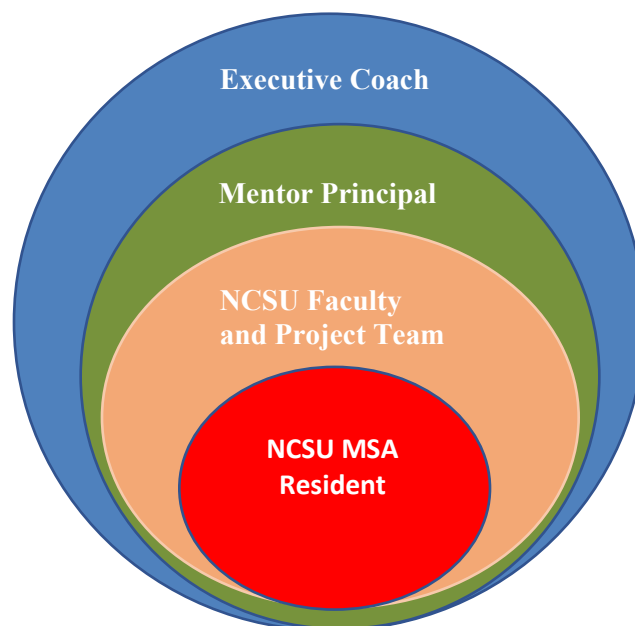 Executive Coach
Mentor Principal
NCSU Faculty
and Project Team
NCSU MSA
Resident